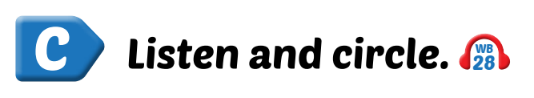 C Listen and circle. WB
28